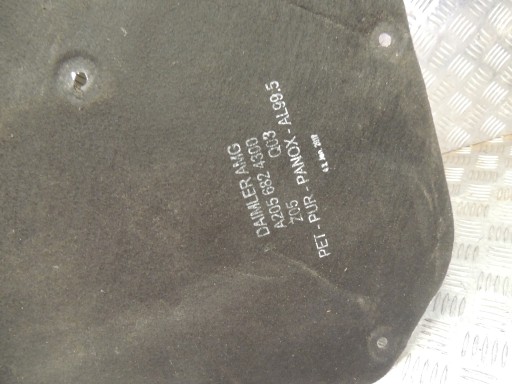 DAIMLER AMG
A205 682 4300
Z05 Q03
PET - PUR - PANOX - AL99.5